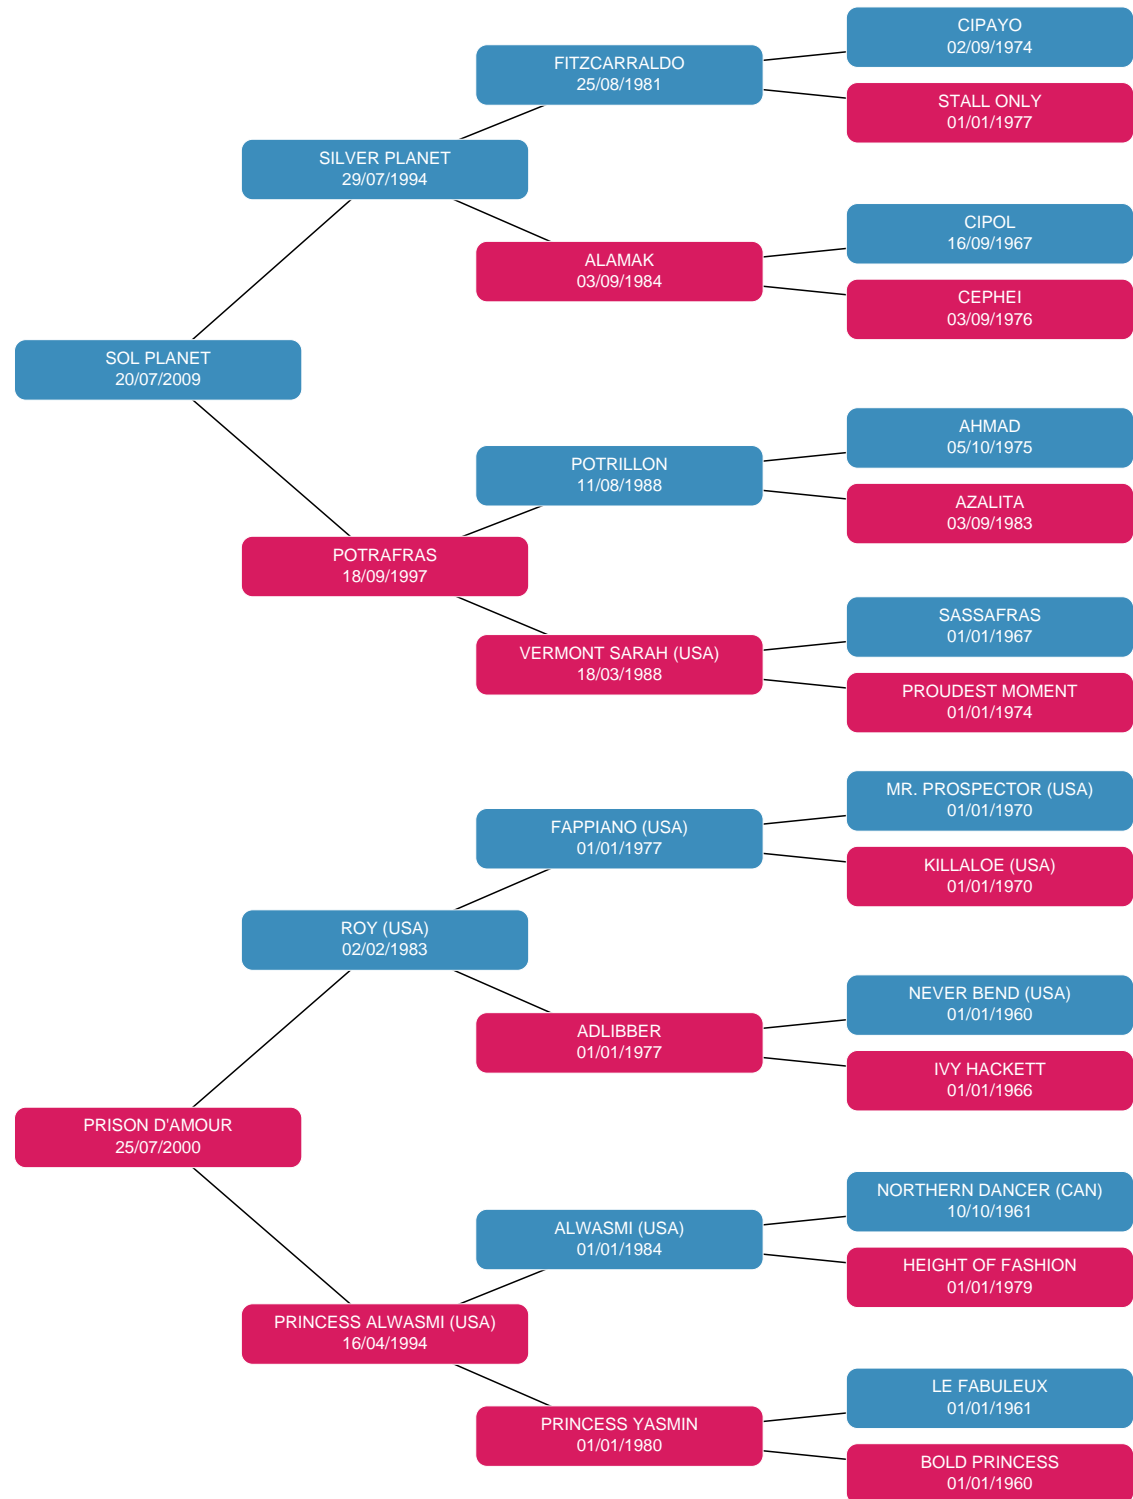 CIPAYO
02/09/1974
FITZCARRALDO
25/08/1981
STALL ONLY
01/01/1977
SILVER PLANET
29/07/1994
CIPOL
16/09/1967
ALAMAK
03/09/1984
CEPHEI
03/09/1976
SOL PLANET
20/07/2009
AHMAD
05/10/1975
POTRILLON
11/08/1988
AZALITA
03/09/1983
POTRAFRAS
18/09/1997
SASSAFRAS
01/01/1967
VERMONT SARAH (USA)
18/03/1988
PROUDEST MOMENT
01/01/1974
MR. PROSPECTOR (USA)
01/01/1970
FAPPIANO (USA)
01/01/1977
KILLALOE (USA)
01/01/1970
ROY (USA)
02/02/1983
NEVER BEND (USA)
01/01/1960
ADLIBBER
01/01/1977
IVY HACKETT
01/01/1966
PRISON D'AMOUR
25/07/2000
NORTHERN DANCER (CAN)
10/10/1961
ALWASMI (USA)
01/01/1984
HEIGHT OF FASHION
01/01/1979
PRINCESS ALWASMI (USA)
16/04/1994
LE FABULEUX
01/01/1961
PRINCESS YASMIN
01/01/1980
BOLD PRINCESS
01/01/1960